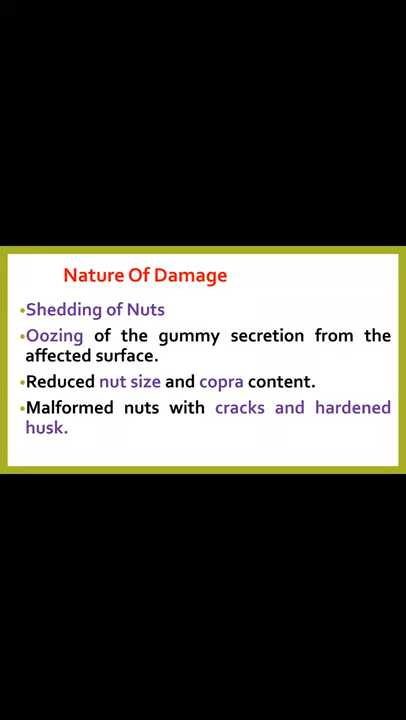 Nature Of Damage
•Shedding of Nuts
•Oozing of the gummy secretion from the
affected surface.
•Reduced nut size and copra content.
•Malformed nuts with cracks and hardened
husk.